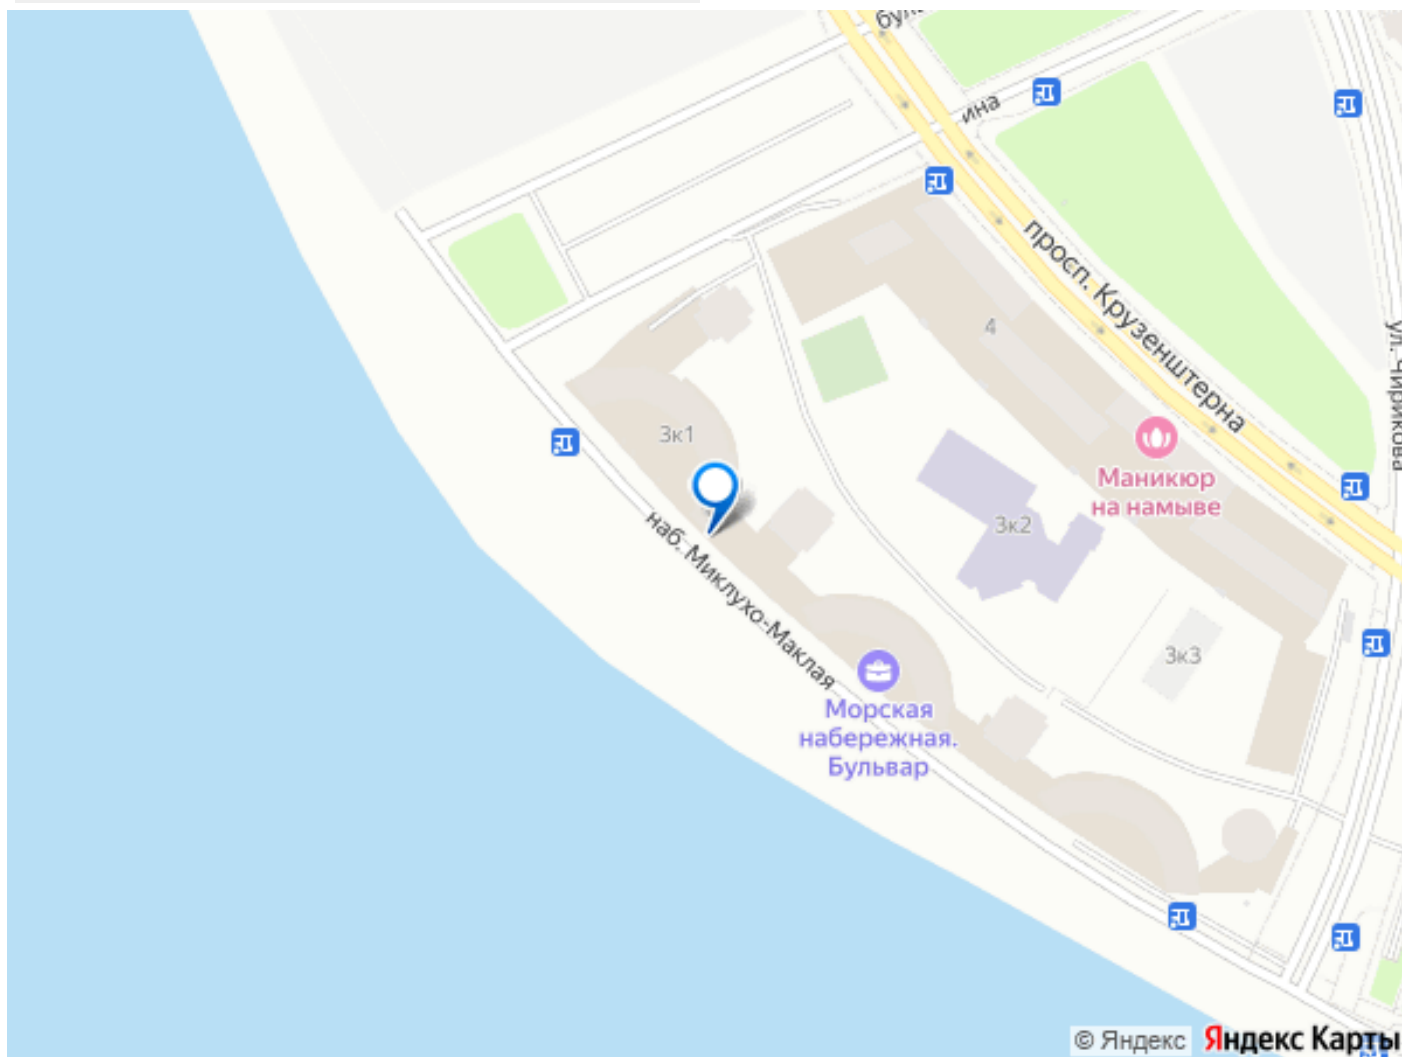 ина
просп. Крузенштерна
4
ул. Чирикова
3к1
Маникюр
на намыве
3к2
наб. Миклухо-Маклая
3к3
Морская
набережная.
Бульвар
© Яндекс Яндекс Карты